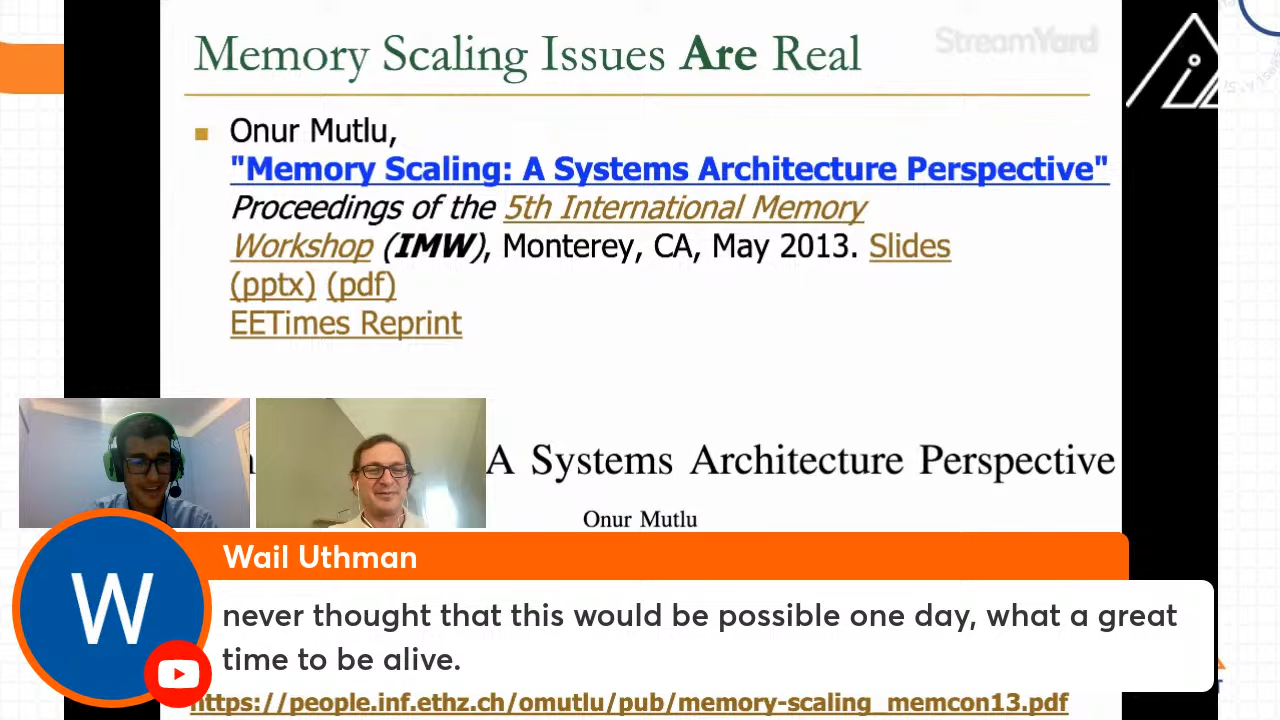 Memory Scaling Issues Are Real
StreamYard
Onur Mutlu,
"Memory Scaling: A Systems Architecture Perspective"
Proceedings of the 5th International Memory
Workshop (IMW), Monterey, CA, May 2013. Slides
(pptx) (pdf)
EETimes Reprint
A Systems Architecture Perspective
Onur Mutlu
Wail Uthman
W
never thought that this would be possible one day, what a great
time to be alive.
https://people.inf.ethz.ch/omutlu/pub/memory-scaling_memcon13.pdf